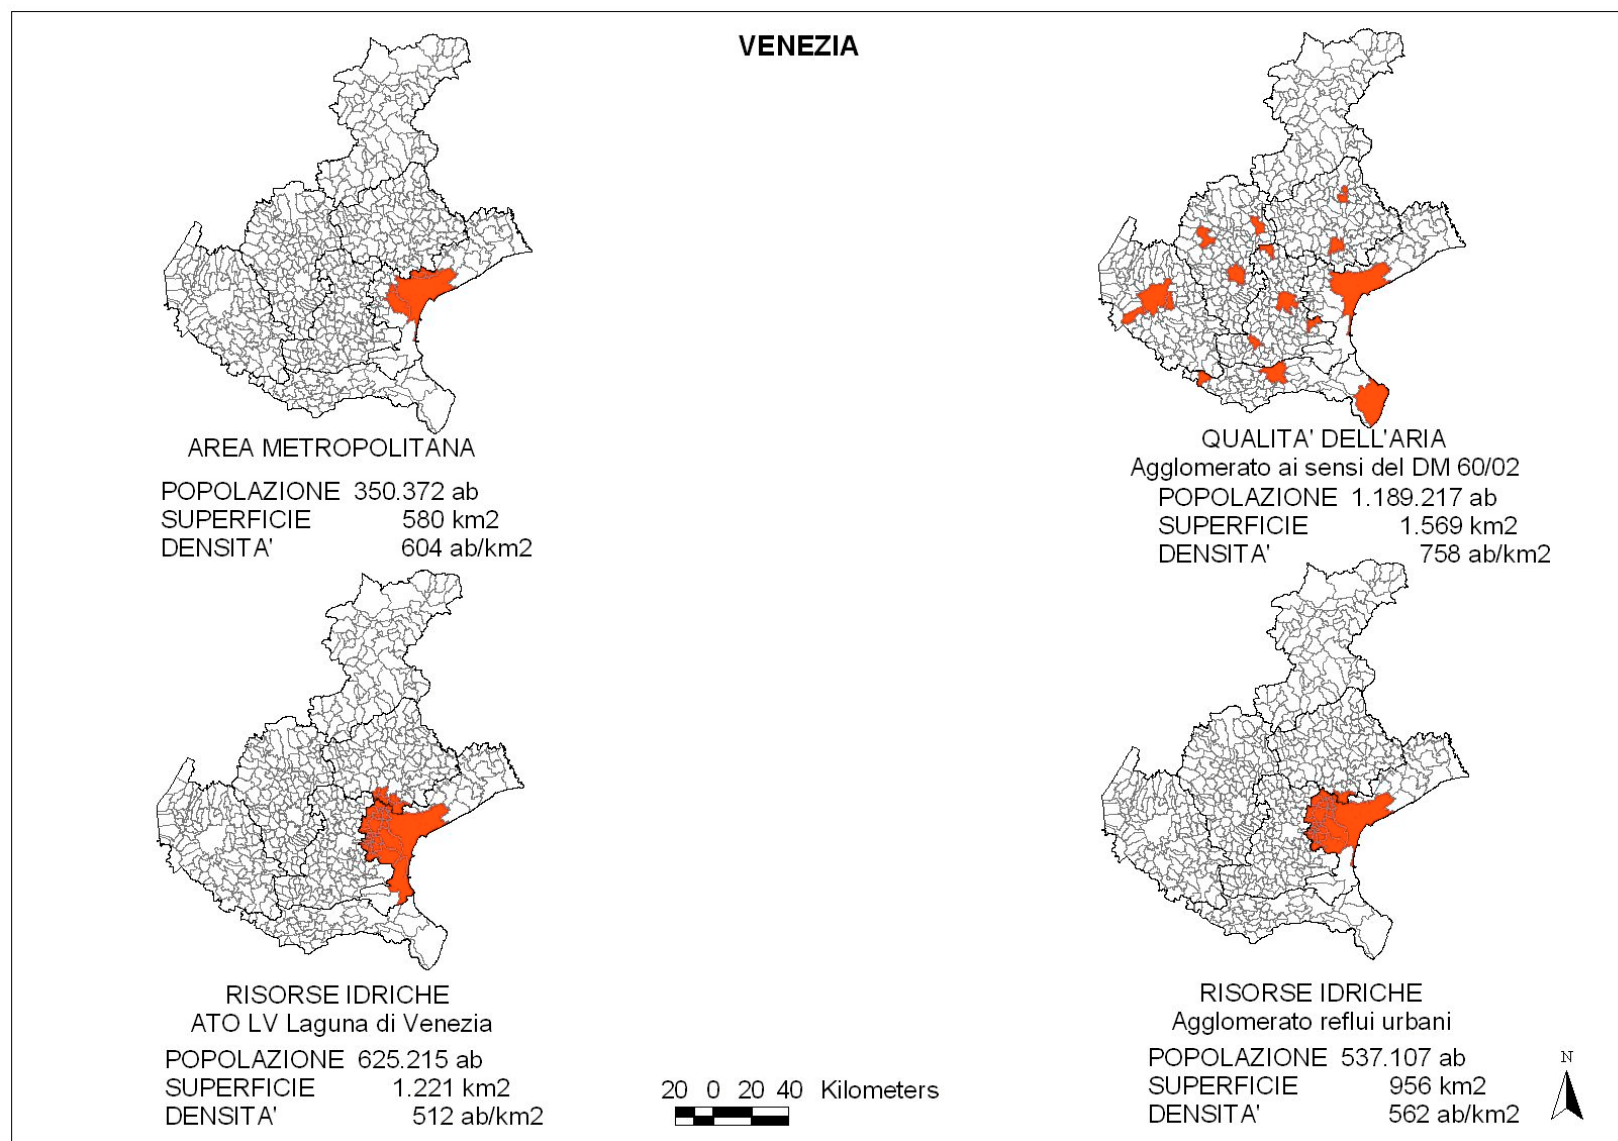 VENEZIA
AREA METROPOLITANA
POPOLAZIONE 350.372 ab
SUPERFICIE 580 km2
DENSITA' 604 ab/km2
QUALITA' DELL'ARIA
Agglomerato ai sensi del DM 60/02
POPOLAZIONE 1.189.217 ab
SUPERFICIE 1.569 km2
DENSITA' 758 ab/km2
RISORSE IDRICHE
ATO LV Laguna di Venezia
POPOLAZIONE 625.215 ab
SUPERFICIE 1.221 km2
DENSITA' 512 ab/km2
20 0 20 40 Kilometers
RISORSE IDRICHE
Agglomerato reflui urbani
POPOLAZIONE 537.107 ab
SUPERFICIE 956 km2
DENSITA' 562 ab/km2
N